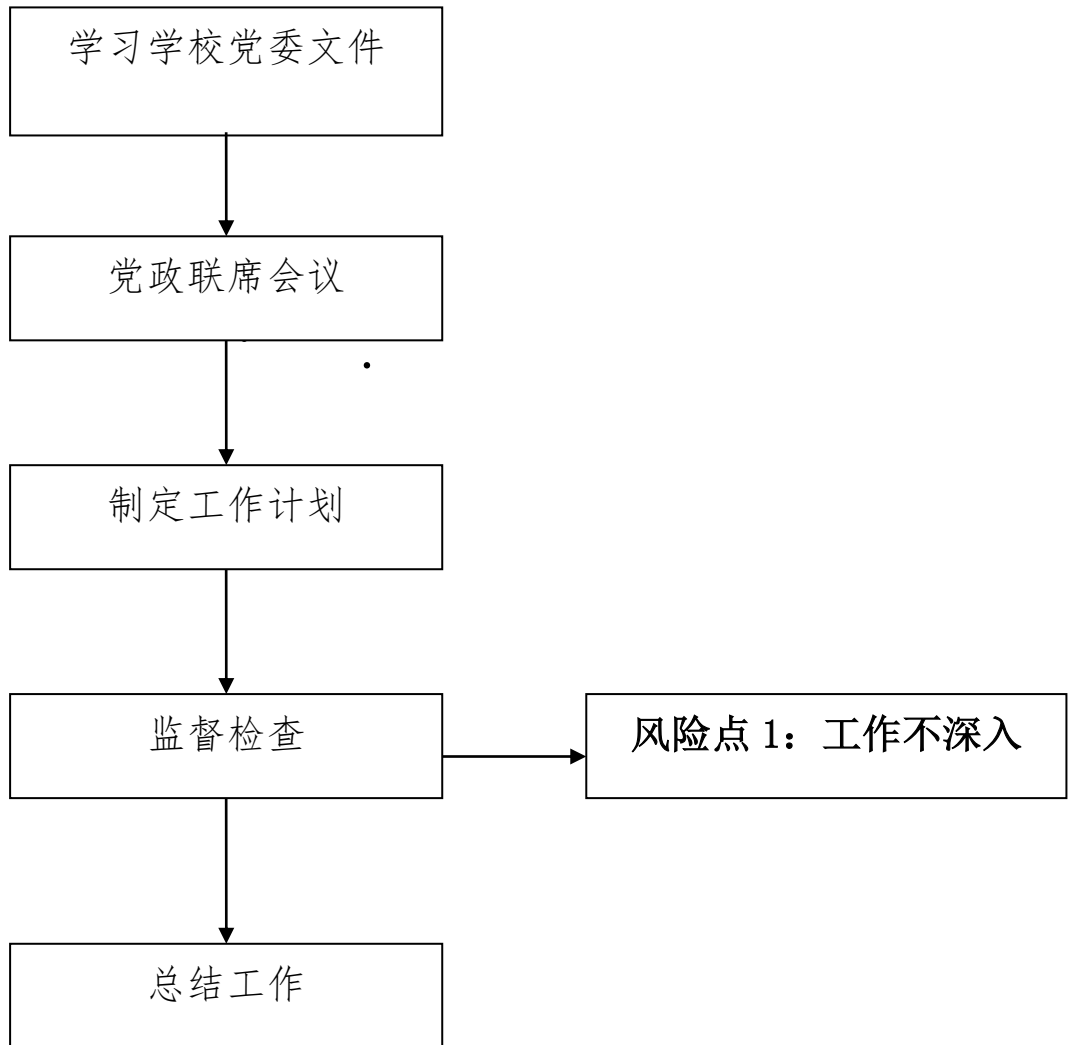 学习学校党委文件
党政联席会议
制定工作计划
监督检查
风险点 1：工作不深入
总结工作